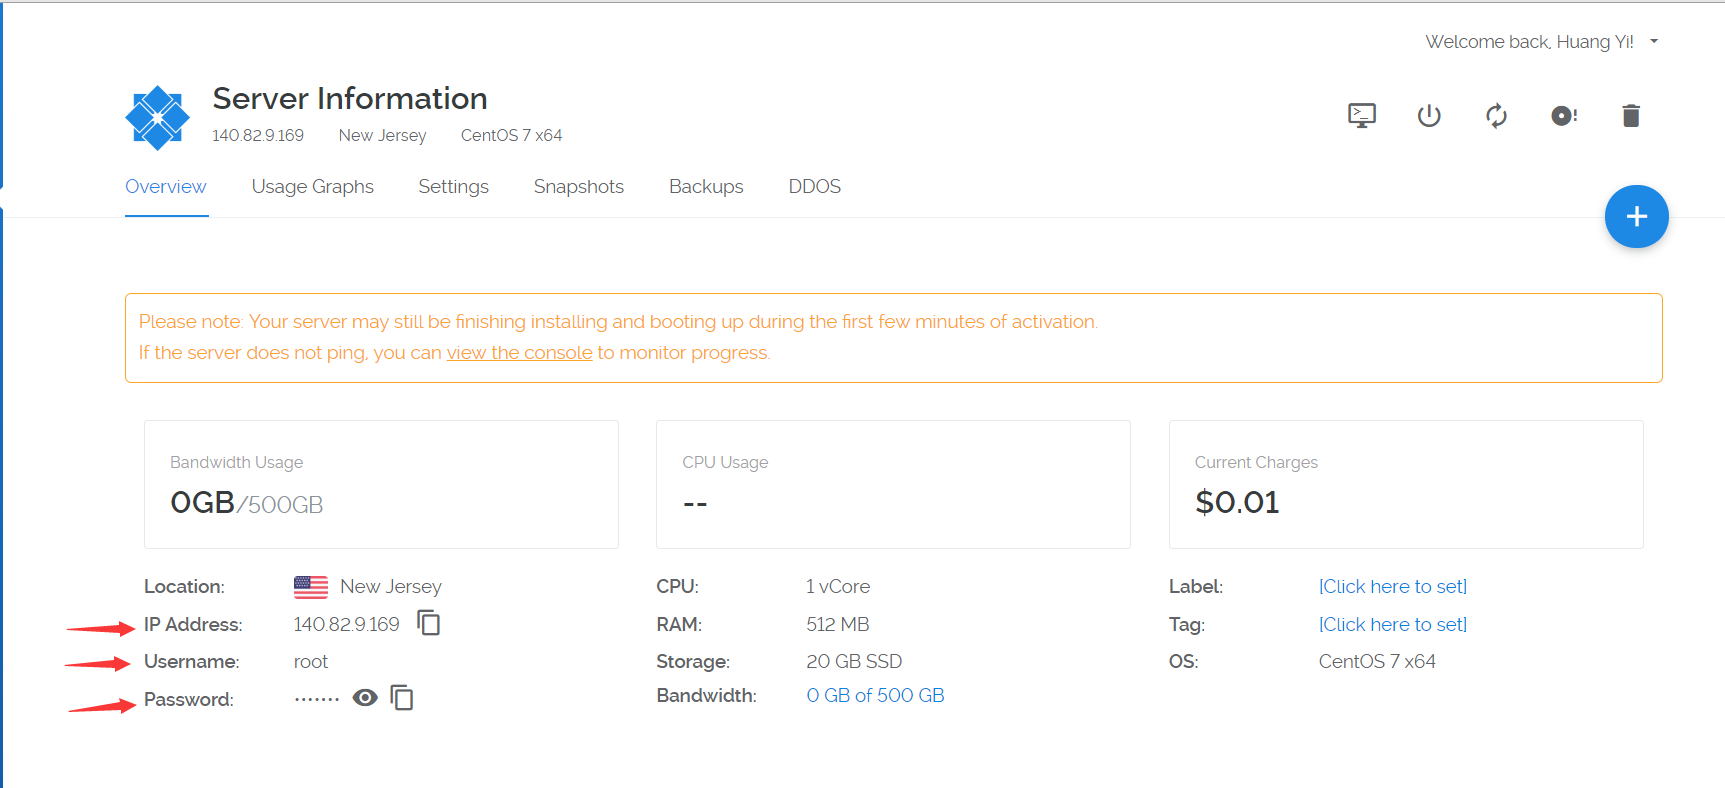 Welcome back, Huang Yi!
Server Information
140.82.9.169 New Jersey CentOS 7 x64
Overview Usage Graphs Settings Snapshots Backups DDOS
Please note: Your server may still be finishing installing and booting up during the first few minutes of activation.
If the server does not ping, you can view the console to monitor progress.
Bandwidth Usage
0GB/500GB
CPU Usage
--
Current Charges
$0.01
Location: New Jersey
IP Address: 140.82.9.169
Username: root
Password: ·······
CPU: 1 vCore
RAM: 512 MB
Storage: 20 GB SSD
Bandwidth: 0 GB of 500 GB
Label: [Click here to set]
Tag: [Click here to set]
OS: CentOS 7 x64